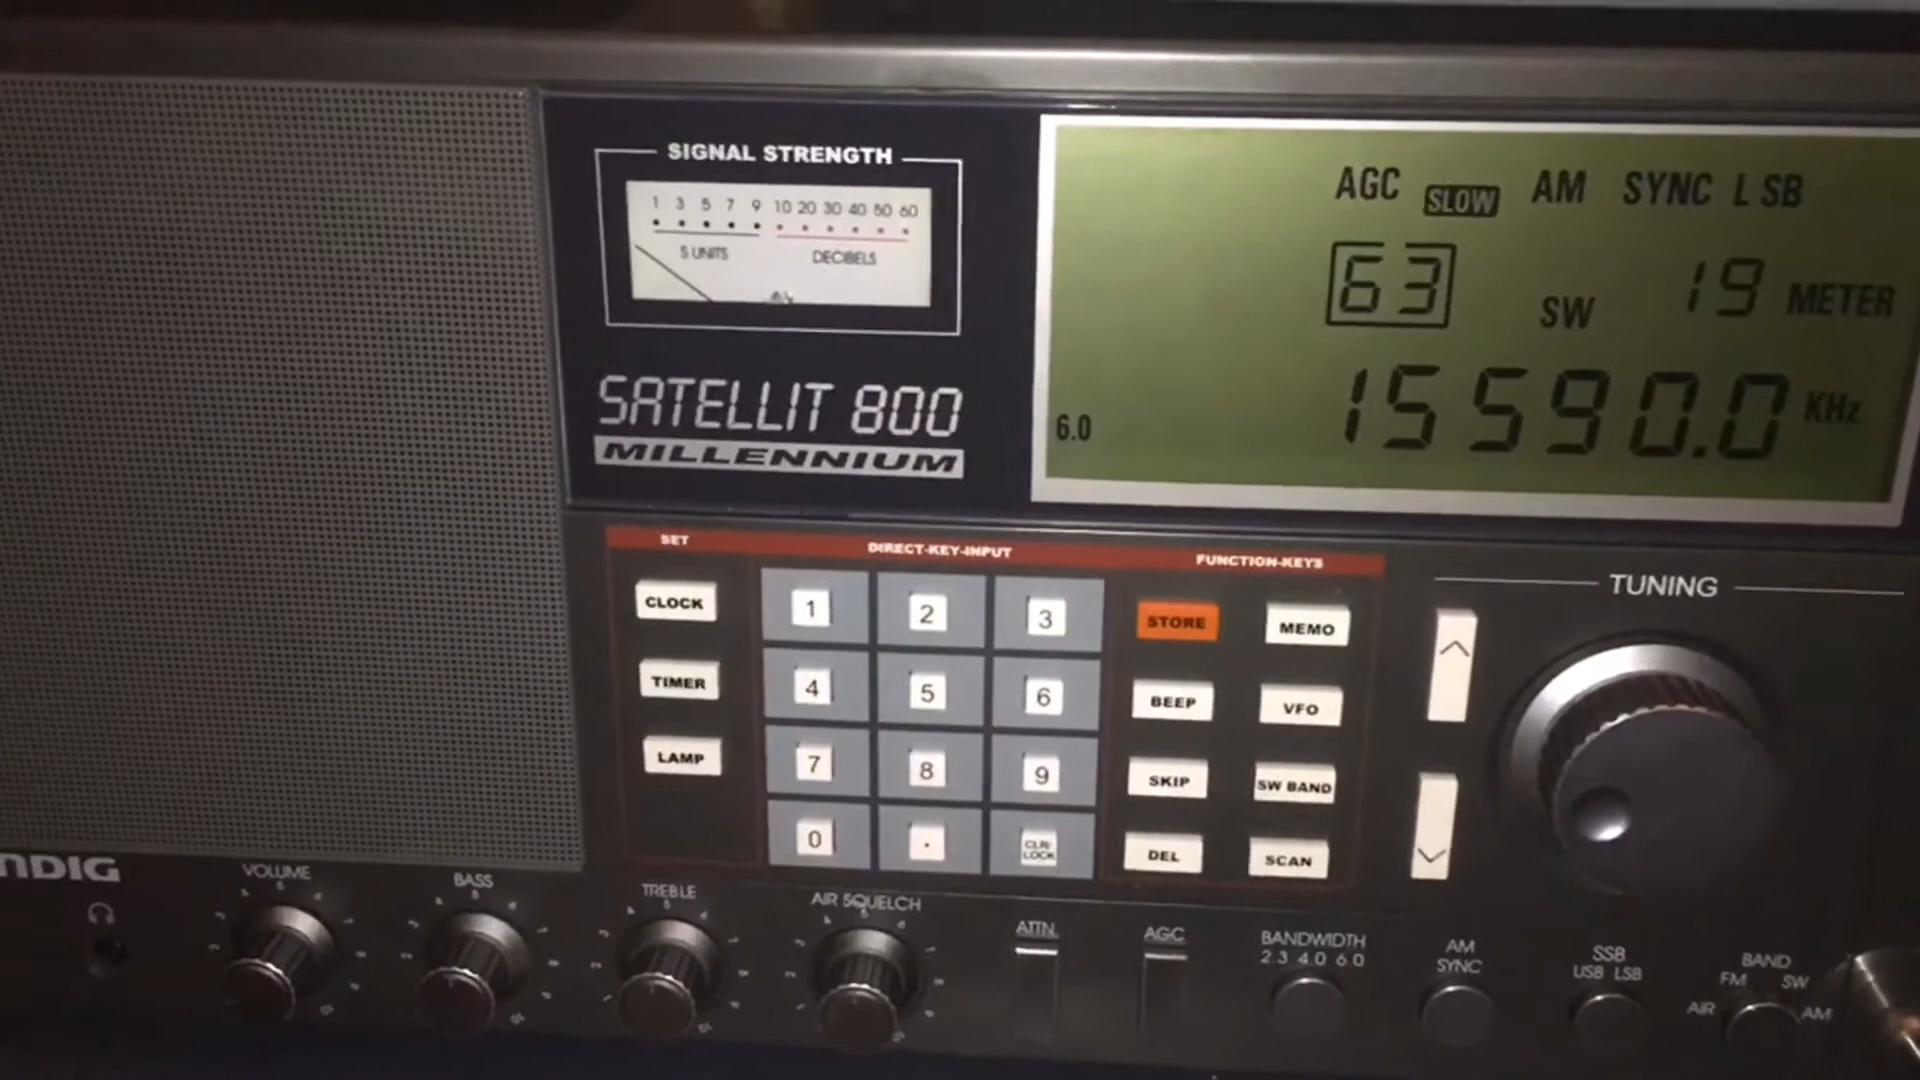 SIGNAL STRENGTH
1 3 5 7 9 10 20 30 40 50 60
S UNITS DECIBELS
SATELLIT 800
MILLENNIUM
AGC SLOW AM SYNC LSB
63 SW 19 METER
6.0 15590.0 KHz
SET DIRECT-KEY-INPUT FUNCTION-KEYS
TUNING
CLOCK 1 2 3 STORE MEMO
TIMER 4 5 6 BEEP VFO
LAMP 7 8 9 SKIP SW BAND
0 . CLR/
LOCK DEL SCAN
NDIG
VOLUME BASS TREBLE AIR SQUELCH ATTN. AGC BANDWIDTH
2.3 4.0 6.0
AM
SYNC
SSB
USB LSB
BAND
FM SW
AIR AM